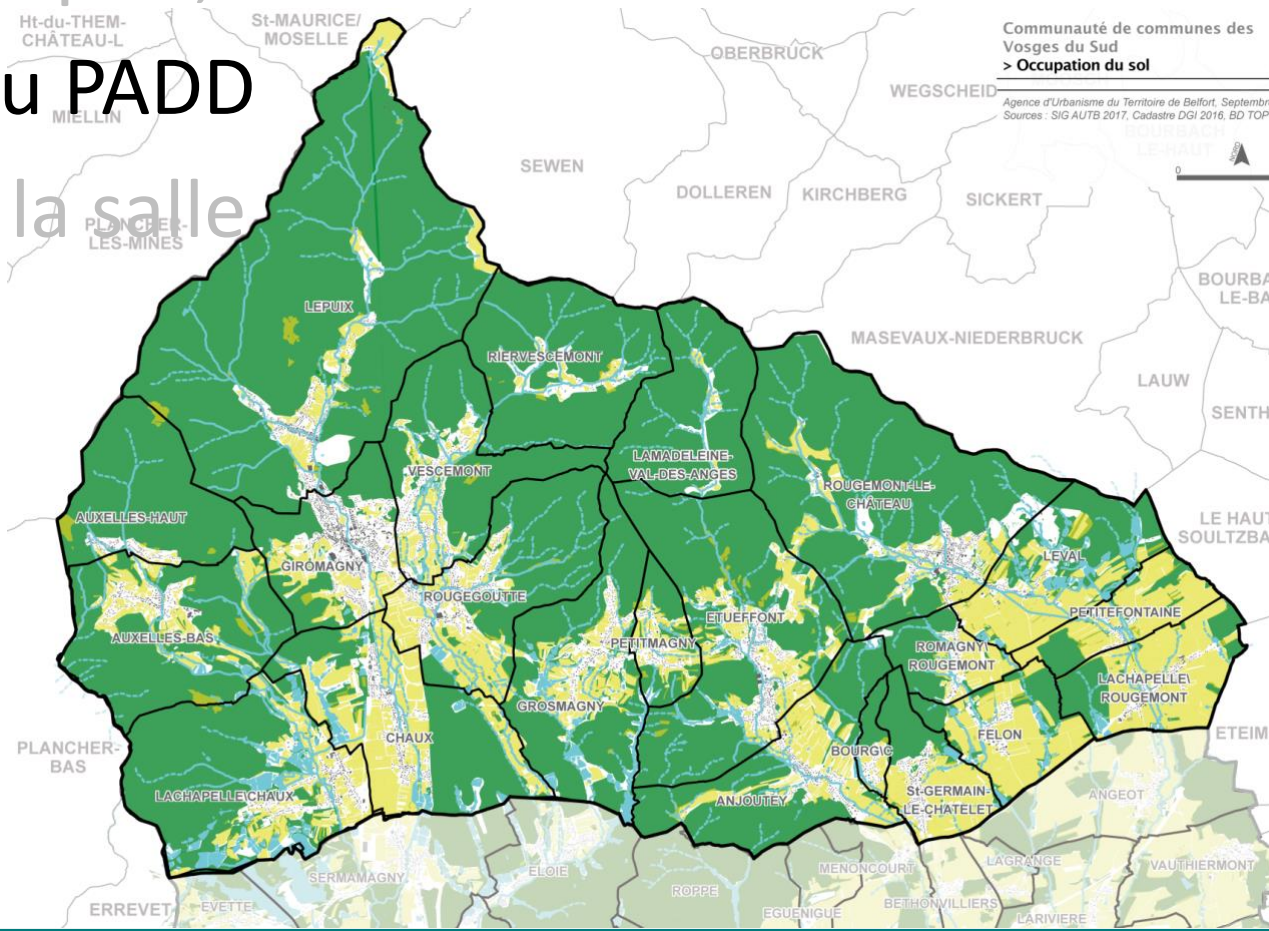 Ht-du-THEM-
CHÂTEAU-L
St-MAURICE/
MOSELLE
OBERBRUCK
Communauté de communes des
Vosges du Sud
> Occupation du sol
u PADD
WEGSCHEID
Agence d'Urbanisme du Territoire de Belfort, Septembr
Sources : SIG AUTB 2017, Cadastre DGI 2016, BD TOP
MIELLIN
BOURBACH
LE-HAUT
NORD
0
SEWEN
DOLLEREN
KIRCHBERG
SICKERT
la salle
PLANCHER-
LES-MINES
BOURBA
LE-BA
LEPUIX
MASEVAUX-NIEDERBRUCK
RIERVESCEMONT
LAUW
SENTH
LAMADELEINE-
VAL-DES-ANGES
VESCEMONT
ROUGEMONT-LE-
CHÂTEAU
AUXELLES-HAUT
LE HAUT
SOULTZBA
LEVAL
GIROMAGNY
ROUGEGOUTTE
PETITEFONTAINE
ETUEFFONT
AUXELLES-BAS
PETITMAGNY
ROMAGNY\
ROUGEMONT
LACHAPELLE\
ROUGEMONT
GROSMAGNY
PLANCHER-
BAS
CHAUX
FELON
ETEIM
BOURG\C
LACHAPELLE\CHAUX
ANJOUTEY
St-GERMAIN-
LE-CHATELET
ANGEOT
SERMAMAGNY
ELOIE
MENONCOURT
LAGRANGE
VAUTHIERMONT
ROPPE
ERREVET
EVETTE
EGUENIGUE
BETHONVILLIERS
LARIVIERE